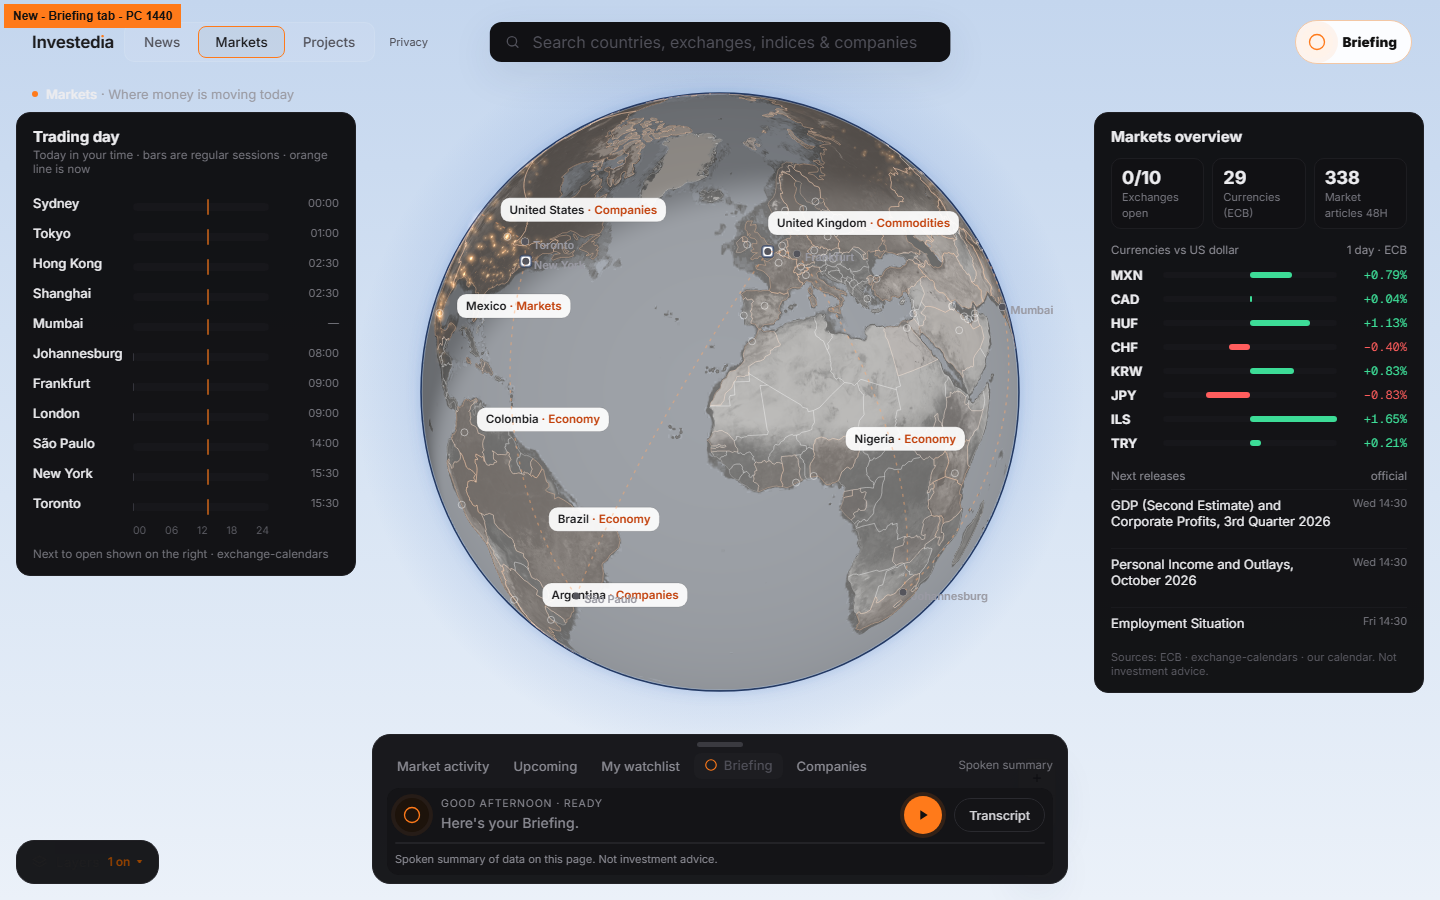 New - Briefing tab - PC 1440
Investedia
News
Markets
Projects
Privacy
Search countries, exchanges, indices & companies
Briefing
Markets · Where money is moving today
Trading day
Today in your time · bars are regular sessions · orange
line is now
Sydney 00:00
Tokyo 01:00
Hong Kong 02:30
Shanghai 02:30
Mumbai —
Johannesburg 08:00
Frankfurt 09:00
London 09:00
São Paulo 14:00
New York 15:30
Toronto 15:30
00 06 12 18 24
Next to open shown on the right · exchange-calendars
United States · Companies
United Kingdom · Commodities
Toronto
New York
Mexico · Markets
Mumbai
Colombia · Economy
Nigeria · Economy
Brazil · Economy
Argentina · Companies
São Paulo
Markets overview
0/10
Exchanges
open
29
Currencies
(ECB)
338
Market
articles 48H
Currencies vs US dollar 1 day · ECB
MXN +0.79%
CAD +0.04%
HUF +1.13%
CHF -0.40%
KRW +0.83%
JPY -0.83%
ILS +1.65%
TRY +0.21%
Next releases official
GDP (Second Estimate) and Wed 14:30
Corporate Profits, 3rd Quarter 2026
Personal Income and Outlays, Wed 14:30
October 2026
Employment Situation Fri 14:30
Sources: ECB · exchange-calendars · our calendar. Not
investment advice.
Market activity
Upcoming
My watchlist
Briefing
Companies
Spoken summary
GOOD AFTERNOON · READY
Here's your Briefing.
Transcript
Spoken summary of data on this page. Not investment advice.
1 on